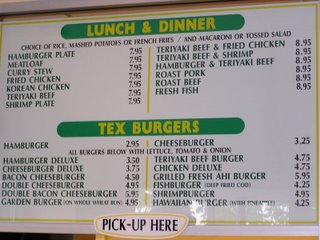 LUNCH & DINNER
CHOICE OF RICE, MASHED POTATOES OR FRENCH FRIES / AND MACARONI OR TOSSED SALAD
HAMBURGER PLATE 7.95
MEATLOAF 7.95
CURRY STEW 7.95
FRIED CHICKEN 7.95
KOREAN CHICKEN 7.95
TERIYAKI BEEF 7.95
SHRIMP PLATE 7.95
TERIYAKI BEEF & FRIED CHICKEN 8.95
TERIYAKI BEEF & SHRIMP 8.95
HAMBURGER & TERIYAKI BEEF 8.95
ROAST PORK 8.95
ROAST BEEF 8.95
FRESH FISH 8.95
TEX BURGERS
HAMBURGER 2.95
CHEESEBURGER 3.25
ALL BURGERS BELOW WITH LETTUCE, TOMATO & ONION
HAMBURGER DELUXE 3.50
CHEESEBURGER DELUXE 3.75
BACON CHEESEBURGER 4.50
DOUBLE CHEESEBURGER 4.95
DOUBLE BACON CHEESEBURGER 5.95
GARDEN BURGER (ON WHOLE WHEAT BUN) 4.95
TERIYAKI BEEF BURGER 4.75
CHICKEN DELUXE 4.75
GRILLED FRESH AHI BURGER 5.95
FISHBURGER (DEEP FRIED COD) 4.25
SHRIMPBURGER 4.95
HAWAIIAN BURGER (WITH PINEAPPLE) 4.25
PICK-UP HERE